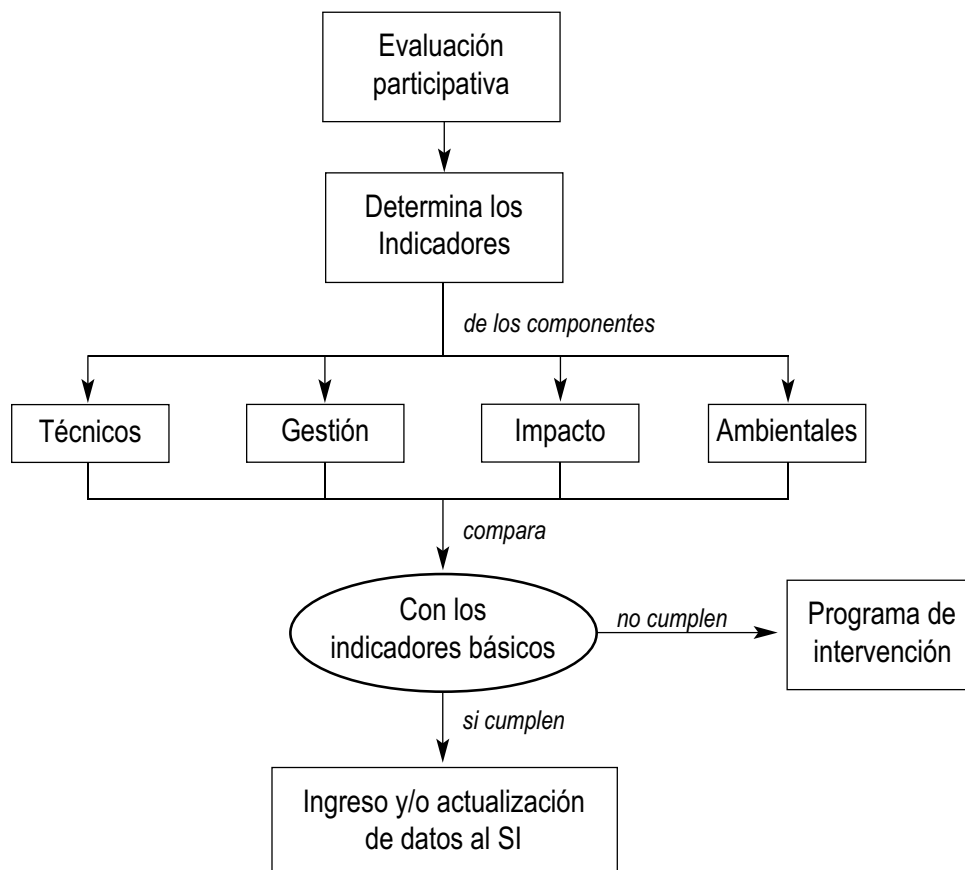 Evaluación
participativa
Determina los
Indicadores
de los componentes
Técnicos
Gestión
Impacto
Ambientales
compara
Con los
indicadores básicos
no cumplen
Programa de
intervención
si cumplen
Ingreso y/o actualización
de datos al SI